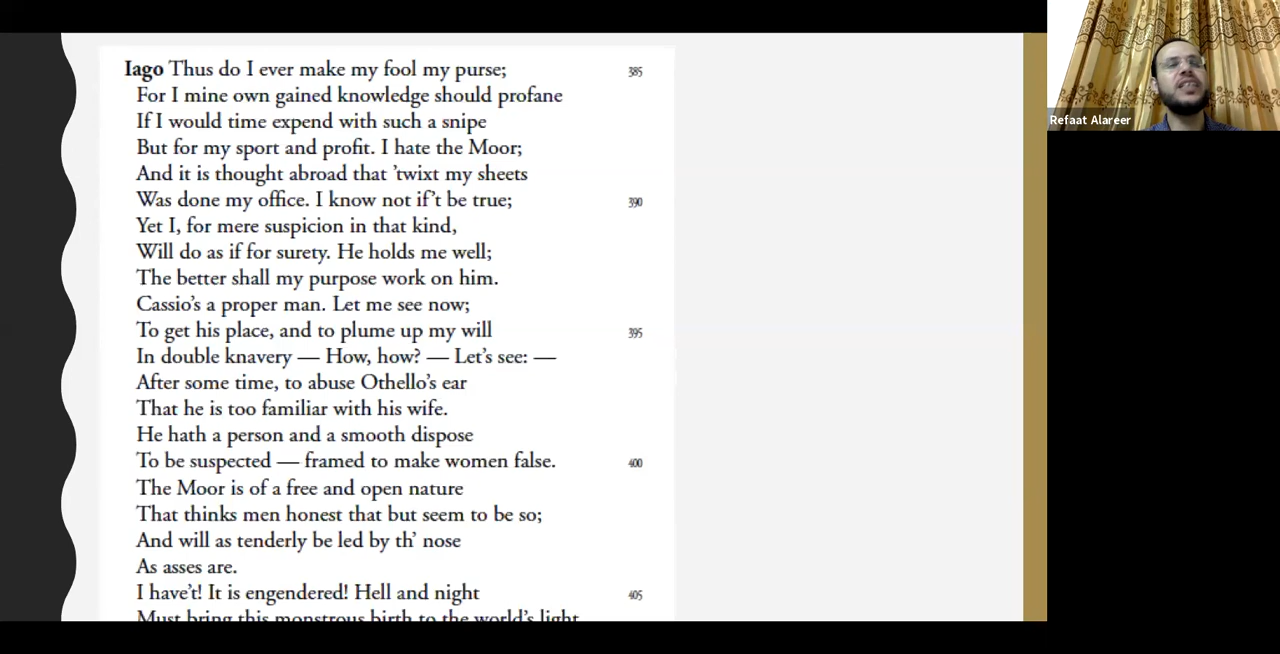 Iago Thus do I ever make my fool my purse; 385
For I mine own gained knowledge should profane
If I would time expend with such a snipe
But for my sport and profit. I hate the Moor;
And it is thought abroad that ’twixt my sheets
Was done my office. I know not if’t be true; 390
Yet I, for mere suspicion in that kind,
Will do as if for surety. He holds me well;
The better shall my purpose work on him.
Cassio’s a proper man. Let me see now;
To get his place, and to plume up my will 395
In double knavery — How, how? — Let’s see: —
After some time, to abuse Othello’s ear
That he is too familiar with his wife.
He hath a person and a smooth dispose
To be suspected — framed to make women false. 400
The Moor is of a free and open nature
That thinks men honest that but seem to be so;
And will as tenderly be led by th’ nose
As asses are.
I have’t! It is engendered! Hell and night 405
Must bring this monstrous birth to the world’s light
Refaat Alareer